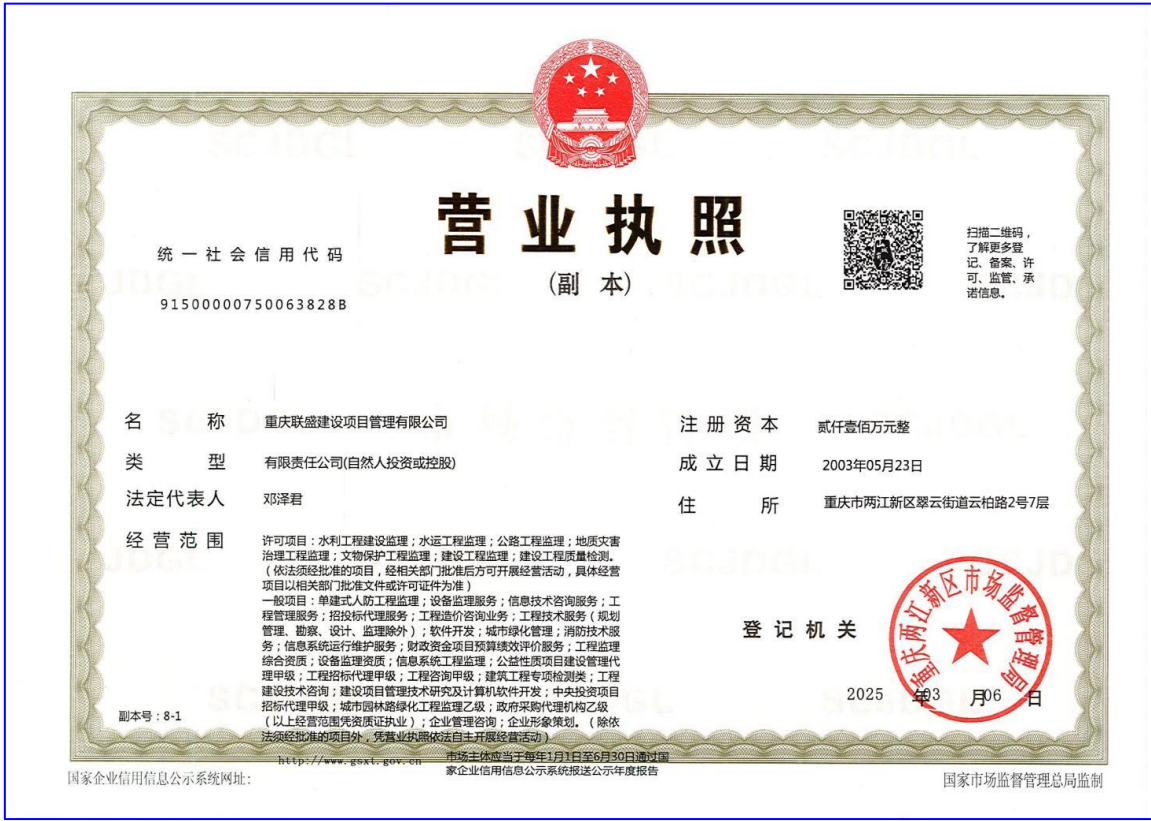 营业执照
(副 本)
统一社会信用代码
91500000750063828B
扫描二维码，
了解更多登
记、备案、许
可、监管、承
诺信息。
名 称 重庆联盛建设项目管理有限公司
类 型 有限责任公司(自然人投资或控股)
法定代表人 邓泽君
经营范围 许可项目：水利工程建设监理；水运工程监理；公路工程监理；地质灾害
治理工程监理；文物保护工程监理；建设工程监理；建设工程质量检测。
（依法须经批准的项目，经相关部门批准后方可开展经营活动，具体经营
项目以相关部门批准文件或许可证件为准）
一般项目：单建式人防工程监理；设备监理服务；信息技术咨询服务；工
程管理服务；招投标代理服务；工程造价咨询业务；工程技术服务（规划
管理、勘察、设计、监理除外）；软件开发；城市绿化管理；消防技术服
务；信息系统运行维护服务；财政资金项目预算绩效评价服务；工程监理
综合资质；设备监理资质；信息系统工程监理；公益性质项目建设管理代
理甲级；工程招标代理甲级；工程咨询甲级；建筑工程专项检测类；工程
建设技术咨询；建设项目管理技术研究及计算机软件开发；中央投资项目
招标代理甲级；城市园林路绿化工程监理乙级；政府采购代理机构乙级
（以上经营范围凭资质证执业）；企业管理咨询；企业形象策划。（除依
法须经批准的项目外，凭营业执照依法自主开展经营活动）
注册资本 贰仟壹佰万元整
成立日期 2003年05月23日
住 所 重庆市两江新区翠云街道云柏路2号7层
登记机关
重庆两江新区市场监督管理局
2025 年03 月06 日
副本号：8-1
国家企业信用信息公示系统网址：
http://www.gsxt.gov.cn
市场主体应当于每年1月1日至6月30日通过国
家企业信用信息公示系统报送公示年度报告
国家市场监督管理总局监制
SCJDGL